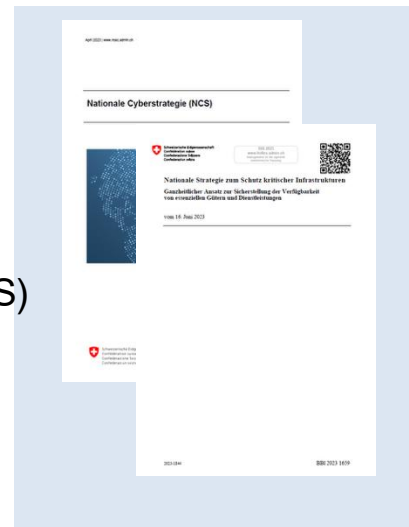 April 2023 | www.ncsc.admin.ch
Nationale Cyberstrategie (NCS)
S)
BBl 2023
Schweizerische Eidgenossenschaft
Confédération suisse
Confederazione Svizzera
Confederaziun svizra
Nationale Strategie zum Schutz kritischer Infrastrukturen
Ganzheitlicher Ansatz zur Sicherstellung der Verfügbarkeit
von essenziellen Gütern und Dienstleistungen
vom 16. Juni 2023
BBl 2023 1659